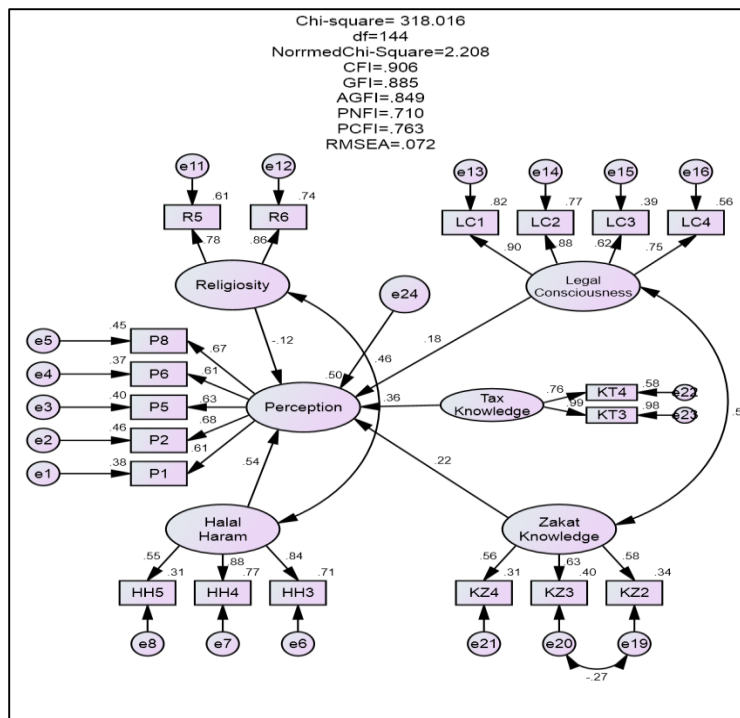 Chi-square= 318.016
df=144
NorrmedChi-Square=2.208
CFI=.906
GFI=.885
AGFI=.849
PNFI=.710
PCFI=.763
RMSEA=.072
e11 e12 e13 e14 e15 e16
.61 .74 .82 .77 .39 .56
R5 R6 LC1 LC2 LC3 LC4
.78 .86 .90 .88 .62 .75
Religiosity
Legal
Consciousness
e24
e5 .45 P8 .67
-.12 .46 .18
e4 .37 P6 .61
.50 .36
e3 .40 P5 .63
Perception
Tax
Knowledge
.76 KT4 .58 e22
.99 KT3 .98 e23
.5
e2 .46 P2 .68
e1 .38 P1 .61
.54 .22
Halal
Haram
Zakat
Knowledge
.55 .88 .84 .56 .63 .58
.31 .77 .71 .31 .40 .34
HH5 HH4 HH3 KZ4 KZ3 KZ2
e8 e7 e6 e21 e20 e19
-.27